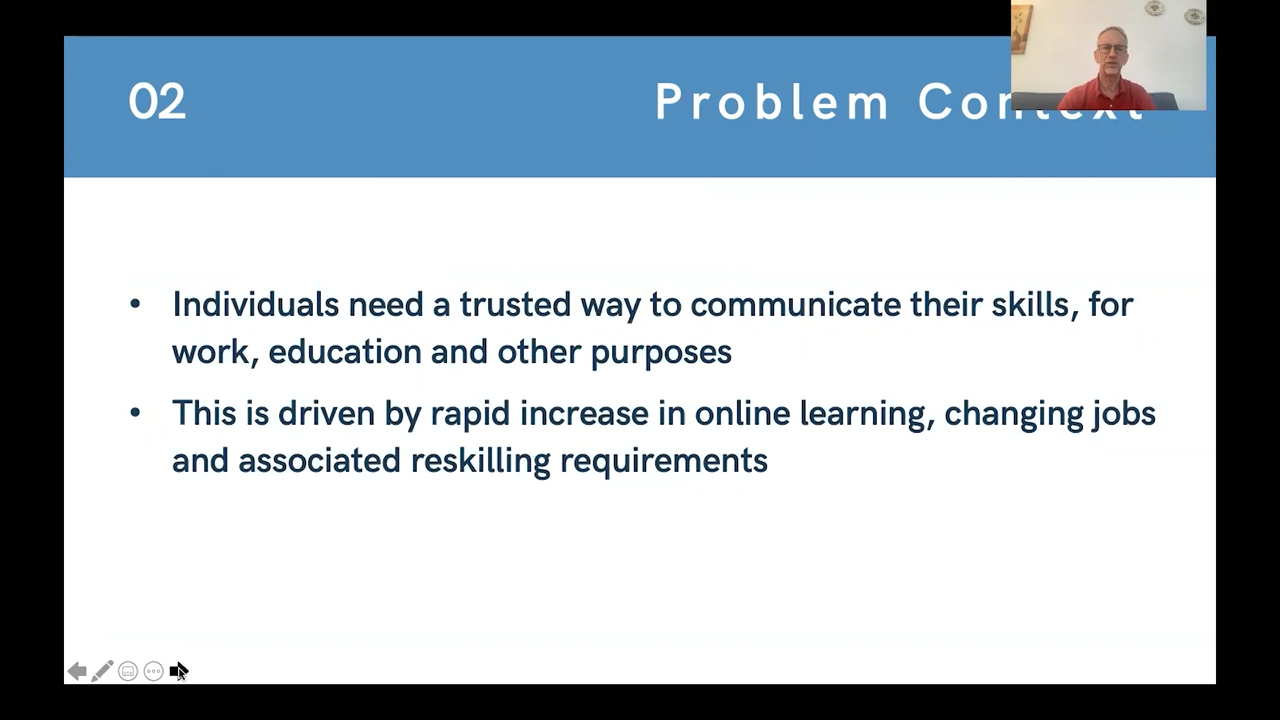 02
Problem Context
• Individuals need a trusted way to communicate their skills, for
work, education and other purposes
• This is driven by rapid increase in online learning, changing jobs
and associated reskilling requirements